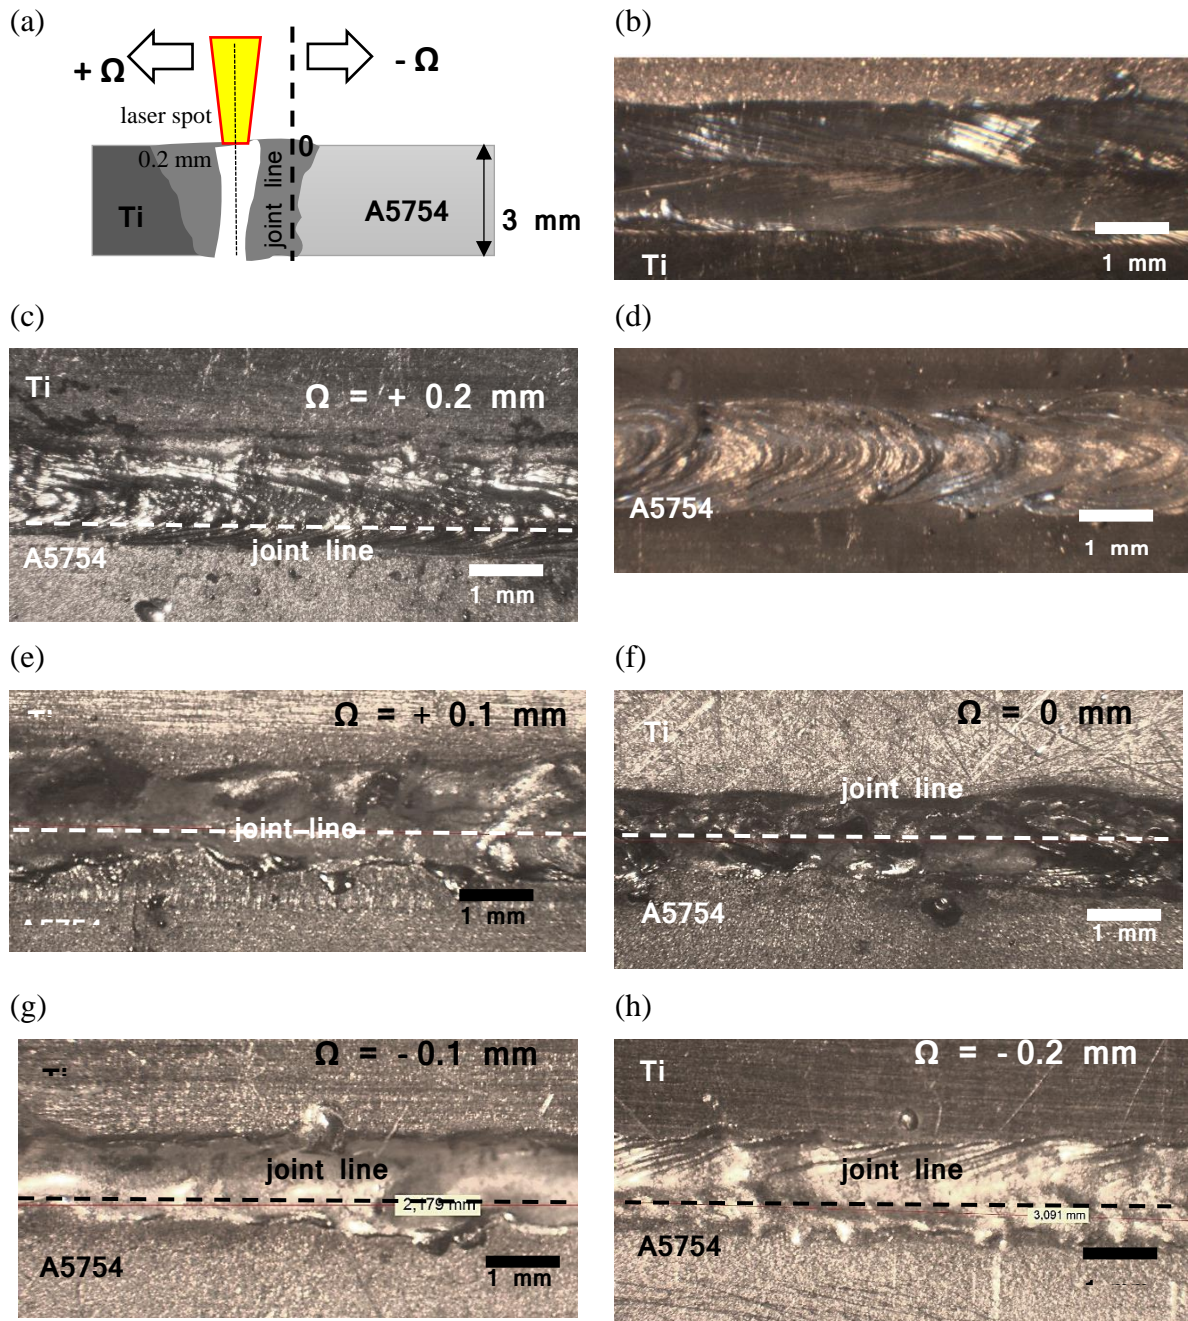 (a)
+ Ω
- Ω
laser spot
0.2 mm
0
joint line
Ti
A5754
3 mm
(b)
Ti
1 mm
(c)
Ti
Ω = + 0.2 mm
joint line
A5754
1 mm
(d)
A5754
1 mm
(e)
Ω = + 0.1 mm
joint line
1 mm
(f)
Ti
Ω = 0 mm
joint line
A5754
1 mm
(g)
Ω = - 0.1 mm
joint line
2,179 mm
A5754
1 mm
(h)
Ti
Ω = - 0.2 mm
joint line
3,091 mm
A5754